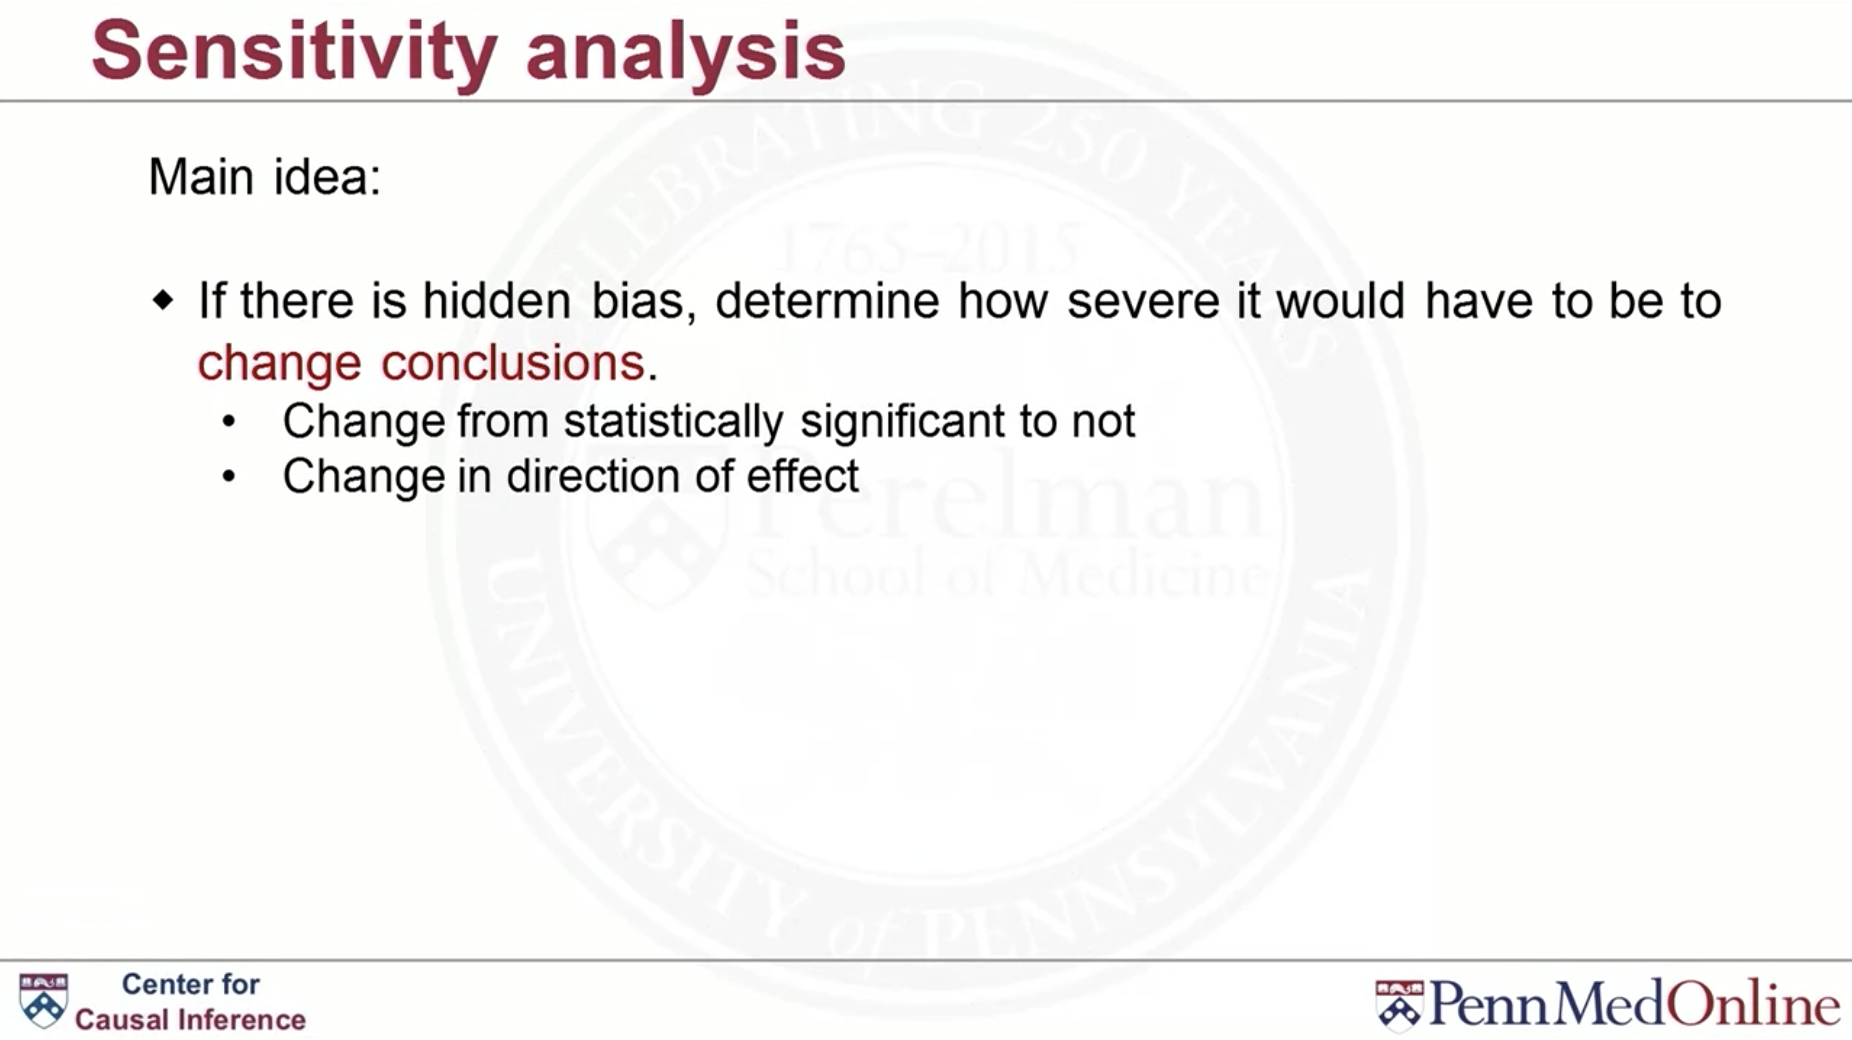 Sensitivity analysis
Main idea:
◆ If there is hidden bias, determine how severe it would have to be to
change conclusions.
• Change from statistically significant to not
• Change in direction of effect
CELEBRATING 250 YEARS
1765–2015
Perelman
School of Medicine
UNIVERSITY of PENNSYLVANIA
Center for
Causal Inference
PennMedOnline